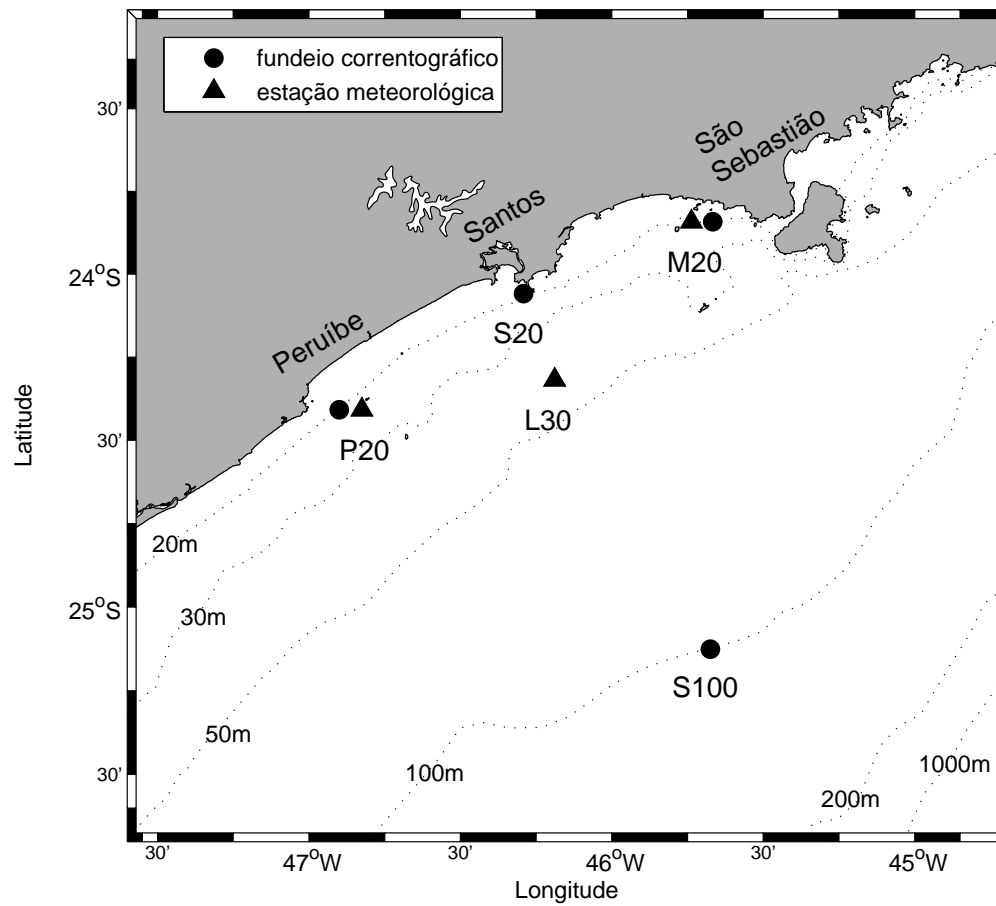 fundeio correntográfico
estação meteorológica
São
Sebastião
Santos
Peruíbe
M20
S20
L30
P20
S100
20m
30m
50m
100m
200m
1000m
Latitude
30'
24°S
30'
25°S
30'
30'
47°W
30'
46°W
30'
45°W
Longitude